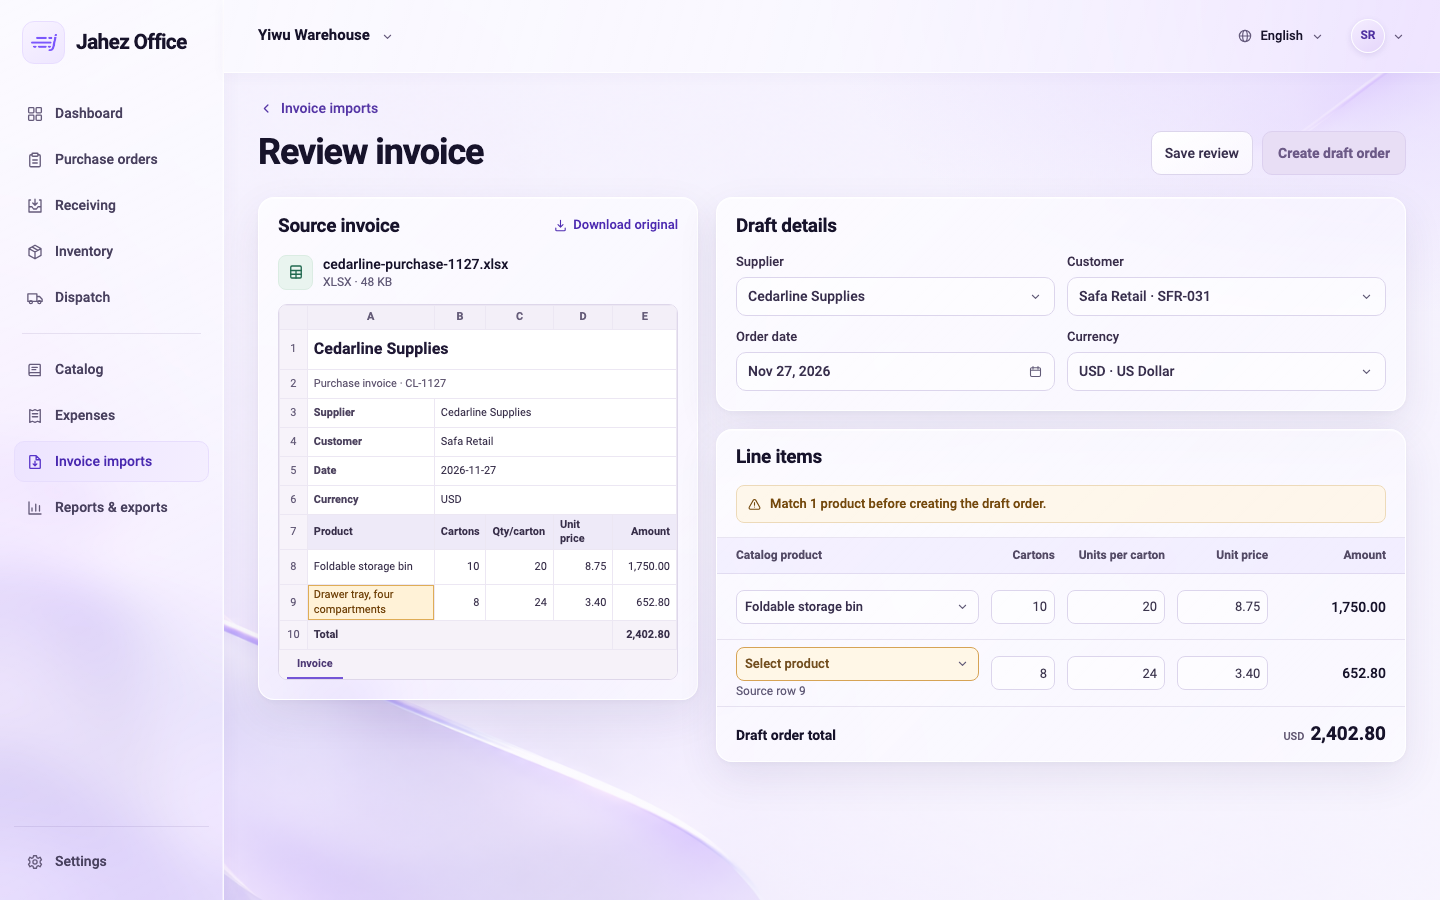 Jahez Office
Dashboard
Purchase orders
Receiving
Inventory
Dispatch
Catalog
Expenses
Invoice imports
Reports & exports
Settings
Yiwu Warehouse
English
SR
Invoice imports
Review invoice
Save review
Create draft order
Source invoice
Download original
cedarline-purchase-1127.xlsx
XLSX · 48 KB
A B C D E
1 Cedarline Supplies
2 Purchase invoice · CL-1127
3 Supplier Cedarline Supplies
4 Customer Safa Retail
5 Date 2026-11-27
6 Currency USD
7 Product Cartons Qty/carton Unit price Amount
8 Foldable storage bin 10 20 8.75 1,750.00
9 Drawer tray, four compartments 8 24 3.40 652.80
10 Total 2,402.80
Invoice
Draft details
Supplier
Cedarline Supplies
Customer
Safa Retail · SFR-031
Order date
Nov 27, 2026
Currency
USD · US Dollar
Line items
Match 1 product before creating the draft order.
Catalog product Cartons Units per carton Unit price Amount
Foldable storage bin 10 20 8.75 1,750.00
Select product 8 24 3.40 652.80
Source row 9
Draft order total USD 2,402.80